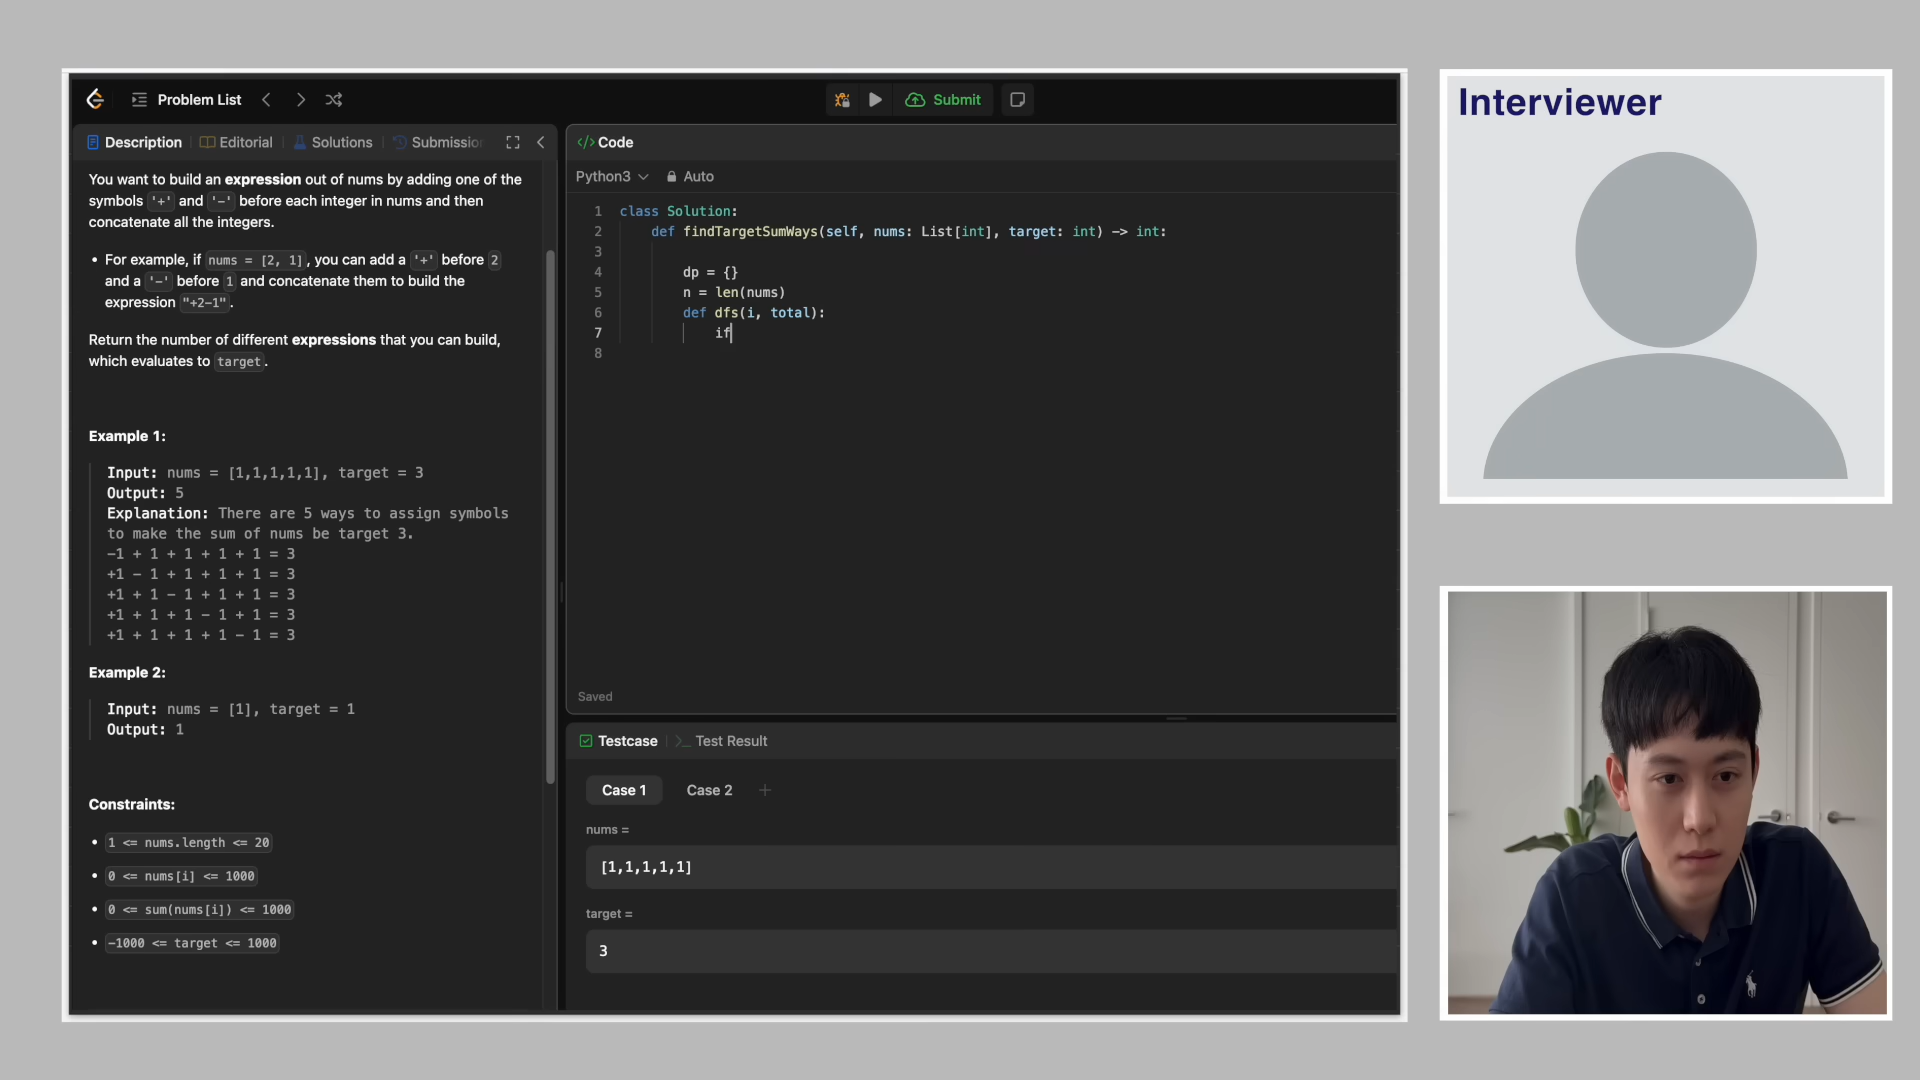 Problem List
Submit
Description
Editorial
Solutions
You want to build an expression out of nums by adding one of the
symbols '+' and '-' before each integer in nums and then
concatenate all the integers.
• For example, if nums = [2, 1], you can add a '+' before 2
and a '-' before 1 and concatenate them to build the
expression "+2-1".
Return the number of different expressions that you can build,
which evaluates to target.
Example 1:
Input: nums = [1,1,1,1,1], target = 3
Output: 5
Explanation: There are 5 ways to assign symbols
to make the sum of nums be target 3.
-1 + 1 + 1 + 1 + 1 = 3
+1 - 1 + 1 + 1 + 1 = 3
+1 + 1 - 1 + 1 + 1 = 3
+1 + 1 + 1 - 1 + 1 = 3
+1 + 1 + 1 + 1 - 1 = 3
Example 2:
Input: nums = [1], target = 1
Output: 1
Constraints:
• 1 <= nums.length <= 20
• 0 <= nums[i] <= 1000
• 0 <= sum(nums[i]) <= 1000
• -1000 <= target <= 1000
</> Code
Python3
Auto
1 class Solution:
2 def findTargetSumWays(self, nums: List[int], target: int) -> int:
3
4 dp = {}
5 n = len(nums)
6 def dfs(i, total):
7 if
8
Saved
Testcase
Test Result
Case 1
Case 2
+
nums =
[1,1,1,1,1]
target =
3
Interviewer